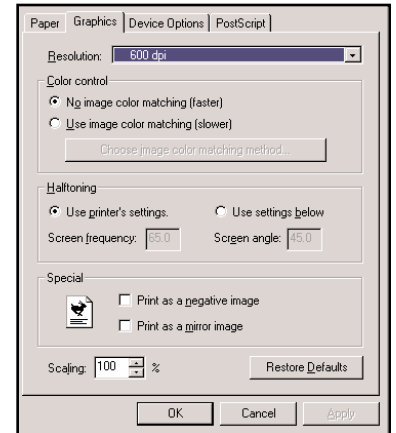 Paper Graphics Device Options PostScript
Resolution: 600 dpi
Color control
No image color matching (faster)
Use image color matching (slower)
Choose image color matching method...
Halftoning
Use printer's settings. Use settings below
Screen frequency: 65.0 Screen angle: 45.0
Special
Print as a negative image
Print as a mirror image
Scaling: 100 % Restore Defaults
OK Cancel Apply